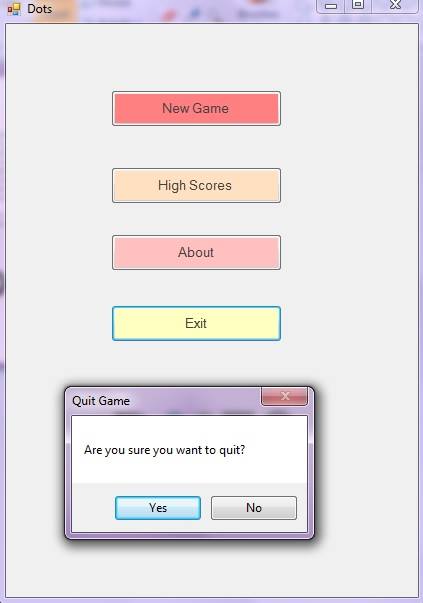 Dots
New Game
High Scores
About
Exit
Quit Game
Are you sure you want to quit?
Yes No